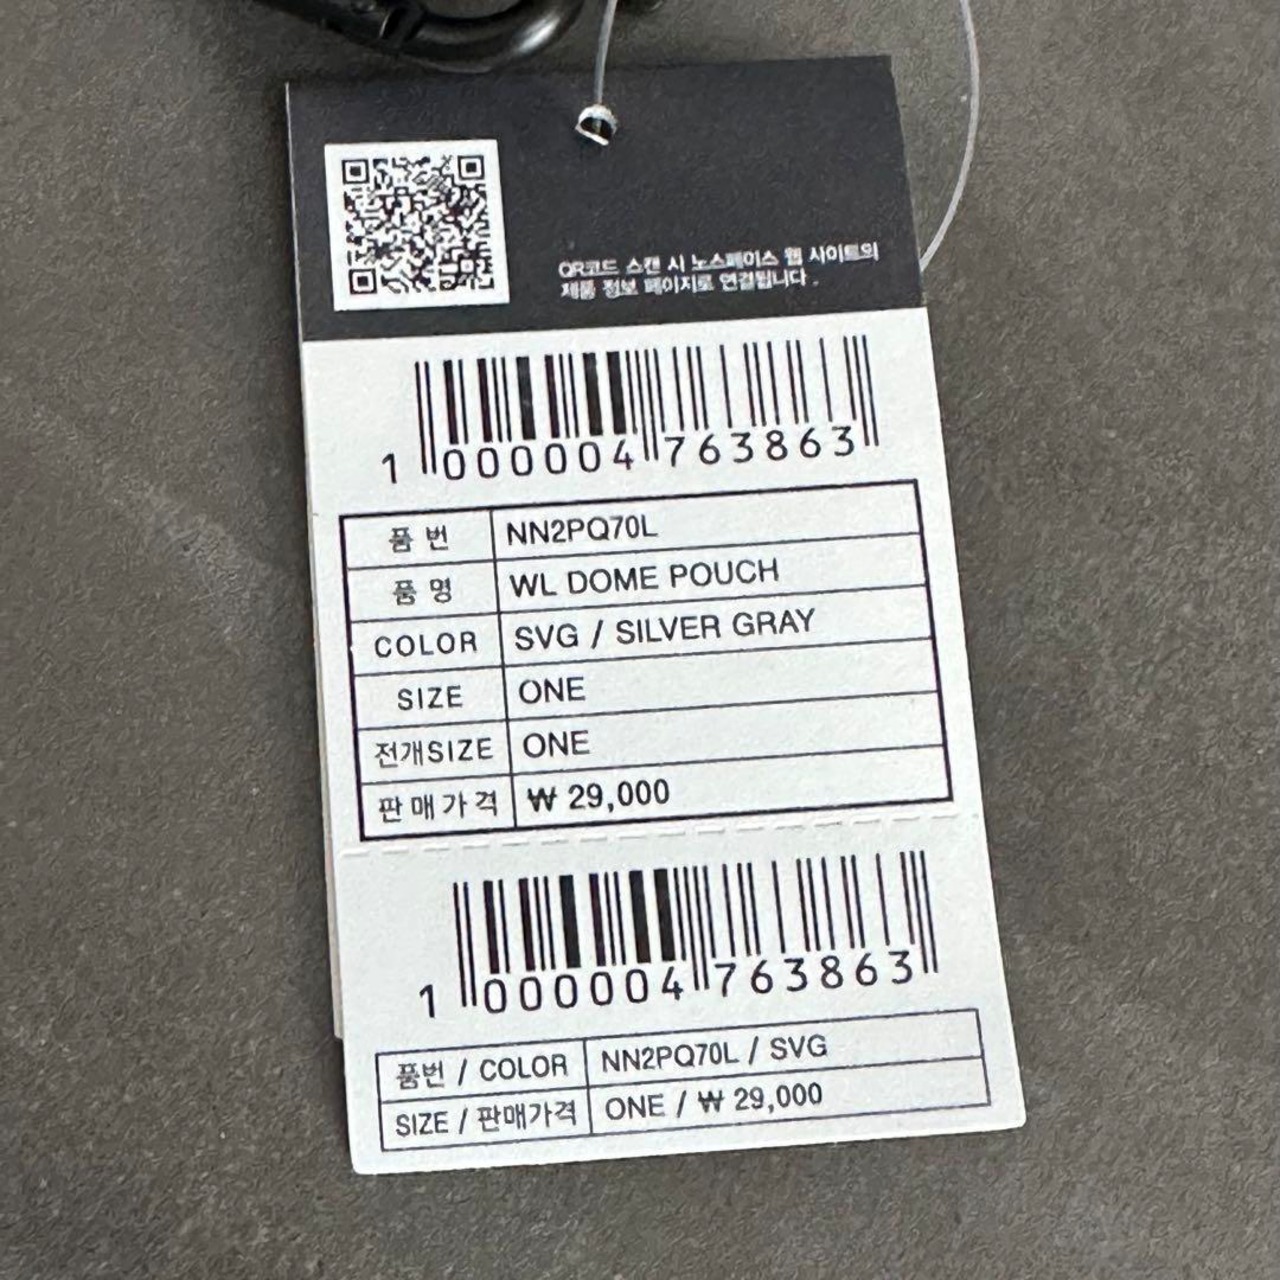 QR코드 스캔 시 노스페이스 웹 사이트의
제품 정보 페이지로 연결됩니다.
1 000004 763863
품 번 NN2PQ70L
품 명 WL DOME POUCH
COLOR SVG / SILVER GRAY
SIZE ONE
전개SIZE ONE
판매가격 ₩ 29,000
1 000004 763863
품번 / COLOR NN2PQ70L / SVG
SIZE / 판매가격 ONE / ₩ 29,000